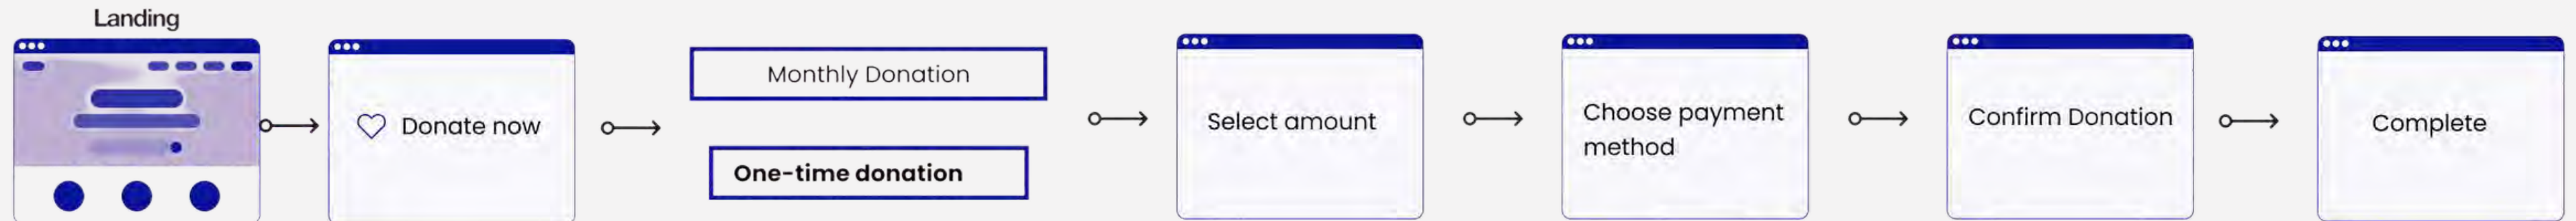 Landing
Donate now
Monthly Donation
One-time donation
Select amount
Choose payment
method
Confirm Donation
Complete